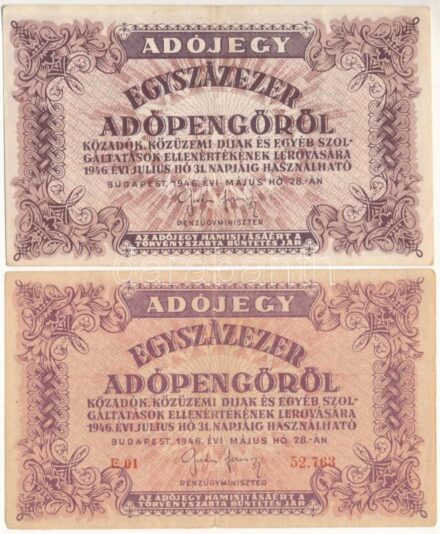 ADÓJEGY
EGYSZÁZEZER
ADÓPENGŐRŐL
KÖZADÓK, KÖZÜZEMI DIJAK ÉS EGYÉB SZOL-
GÁLTATÁSOK ELLENÉRTÉKÉNEK LEROVÁSÁRA
1946. ÉVI JULIUS HÓ 31. NAPJÁIG HASZNÁLHATÓ
BUDAPEST, 1946. ÉVI MÁJUS HÓ 28.-ÁN
PÉNZÜGYMINISZTER
AZ ADÓJEGY HAMISITÁSÁÉRT A
TÖRVÉNYSZABTA BÜNTETÉS JÁR
darabanth
ADÓJEGY
EGYSZÁZEZER
ADÓPENGŐRŐL
KÖZADÓK, KÖZÜZEMI DIJAK ÉS EGYÉB SZOL-
GÁLTATÁSOK ELLENÉRTÉKÉNEK LEROVÁSÁRA
1946. ÉVI JULIUS HÓ 31. NAPJÁIG HASZNÁLHATÓ
BUDAPEST, 1946. ÉVI MÁJUS HÓ 28.-ÁN
E 01 52.763
PÉNZÜGYMINISZTER
AZ ADÓJEGY HAMISITÁSÁÉRT A
TÖRVÉNYSZABTA BÜNTETÉS JÁR